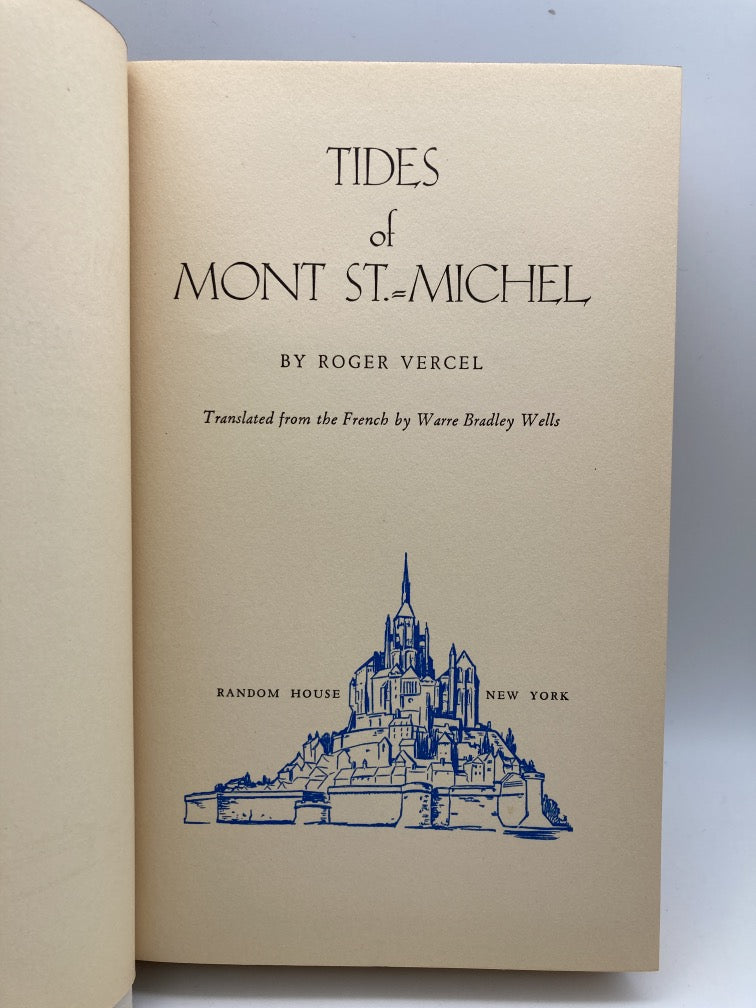 TIDES
of
MONT ST.=MICHEL
BY ROGER VERCEL
Translated from the French by Warre Bradley Wells
RANDOM HOUSE NEW YORK